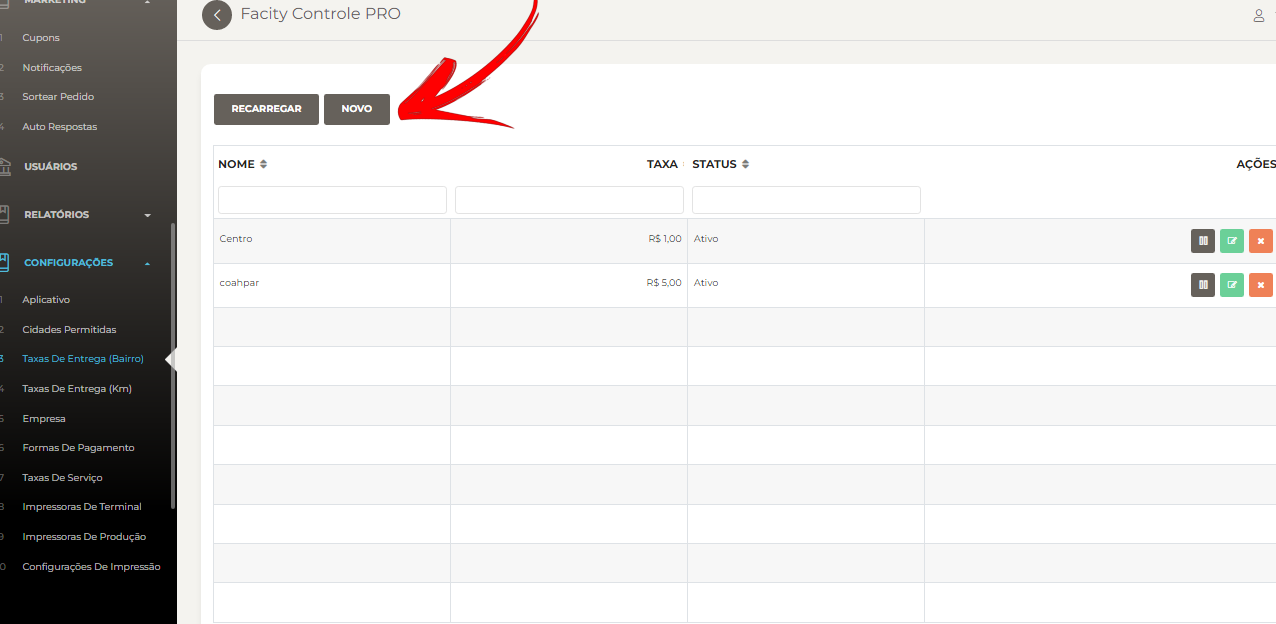 MARKETING
1 Cupons
2 Notificações
3 Sortear Pedido
4 Auto Respostas
USUÁRIOS
RELATÓRIOS
CONFIGURAÇÕES
1 Aplicativo
2 Cidades Permitidas
3 Taxas De Entrega (Bairro)
4 Taxas De Entrega (Km)
5 Empresa
6 Formas De Pagamento
7 Taxas De Serviço
8 Impressoras De Terminal
9 Impressoras De Produção
0 Configurações De Impressão
Facity Controle PRO
RECARREGAR NOVO
NOME TAXA STATUS AÇÕES
Centro R$ 1,00 Ativo
coahpar R$ 5,00 Ativo